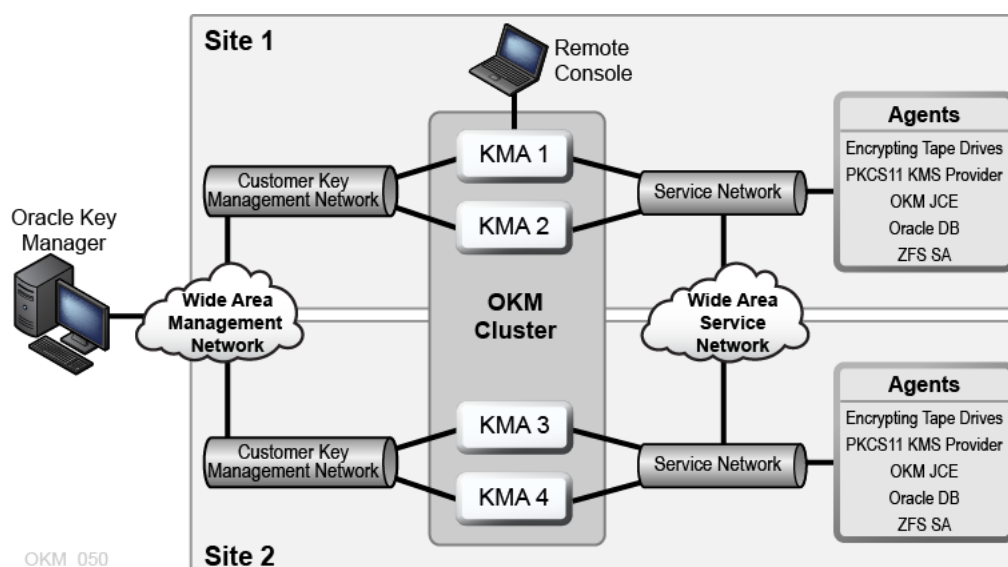 Site 1
Remote
Console
Oracle Key
Manager
Customer Key
Management Network
KMA 1
KMA 2
Service Network
Agents
Encrypting Tape Drives
PKCS11 KMS Provider
OKM JCE
Oracle DB
ZFS SA
Wide Area
Management
Network
OKM
Cluster
Wide Area
Service
Network
Customer Key
Management Network
KMA 3
KMA 4
Service Network
Agents
Encrypting Tape Drives
PKCS11 KMS Provider
OKM JCE
Oracle DB
ZFS SA
Site 2
OKM_050